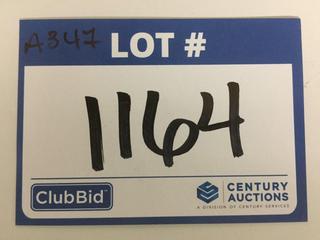 A347 LOT #
1164
ClubBid
CENTURY
AUCTIONS
A DIVISION OF CENTURY SERVICES